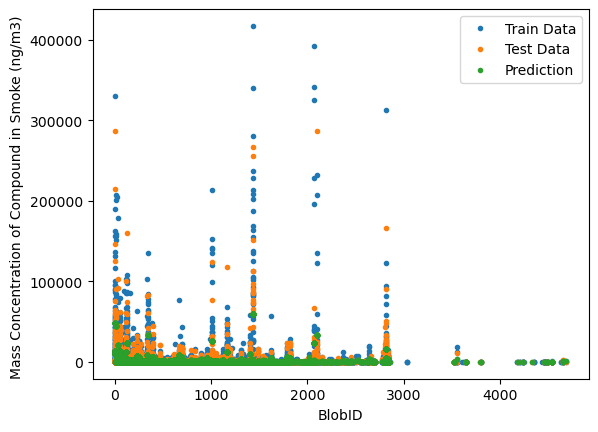 Mass Concentration of Compound in Smoke (ng/m3)
400000
300000
200000
100000
0
0 1000 2000 3000 4000
BlobID
Train Data
Test Data
Prediction